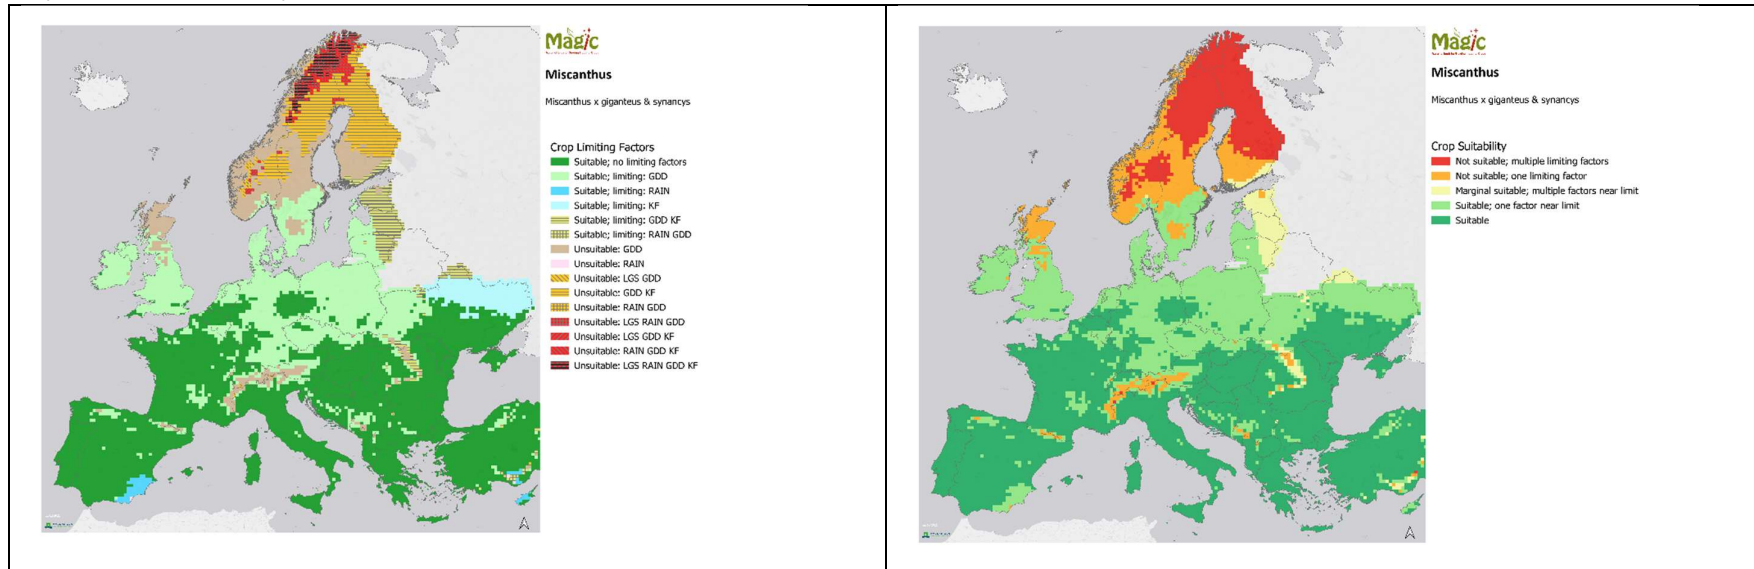 Magic
Miscanthus
Miscanthus x giganteus & synancys
Crop Limiting Factors
Suitable; no limiting factors
Suitable; limiting: GDD
Suitable; limiting: RAIN
Suitable; limiting: KF
Suitable; limiting: GDD KF
Suitable; limiting: RAIN GDD
Unsuitable: GDD
Unsuitable: RAIN
Unsuitable: LGS GDD
Unsuitable: GDD KF
Unsuitable: RAIN GDD
Unsuitable: LGS RAIN GDD
Unsuitable: LGS GDD KF
Unsuitable: RAIN GDD KF
Unsuitable: LGS RAIN GDD KF
Magic
Miscanthus
Miscanthus x giganteus & synancys
Crop Suitability
Not suitable; multiple limiting factors
Not suitable; one limiting factor
Marginal suitable; multiple factors near limit
Suitable; one factor near limit
Suitable